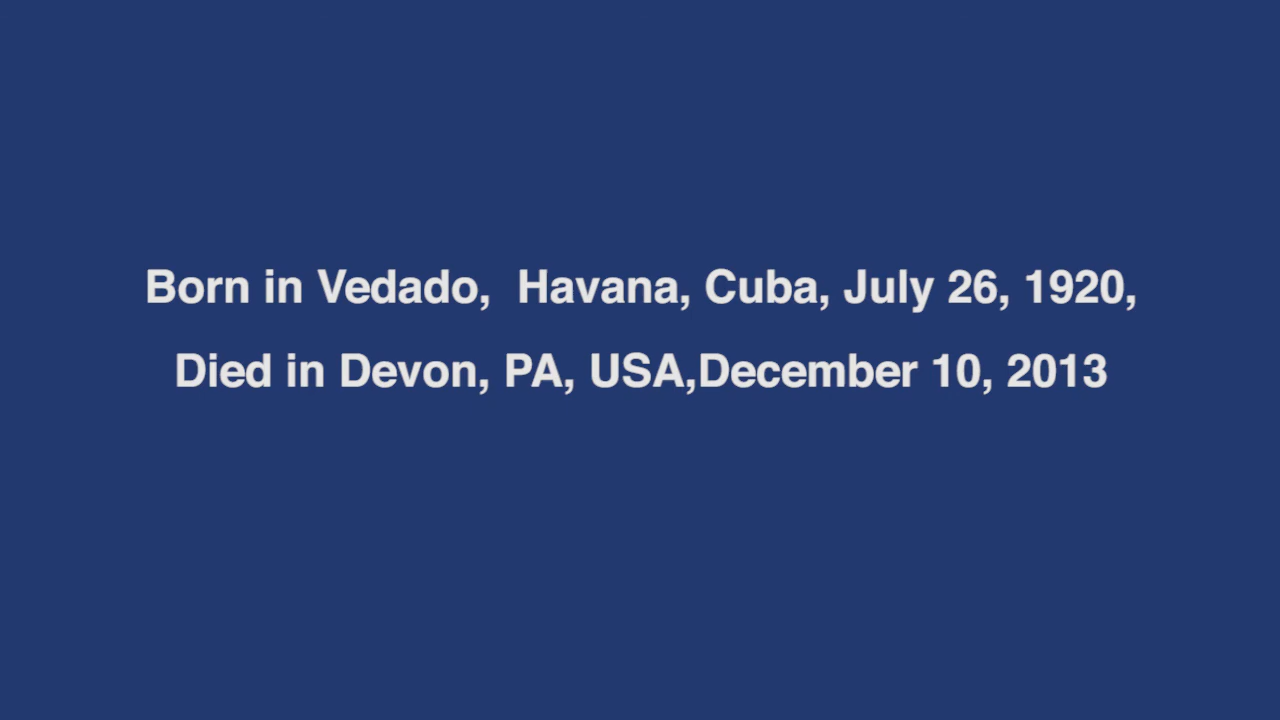 Born in Vedado,  Havana, Cuba, July 26, 1920,
Died in Devon, PA, USA,December 10, 2013